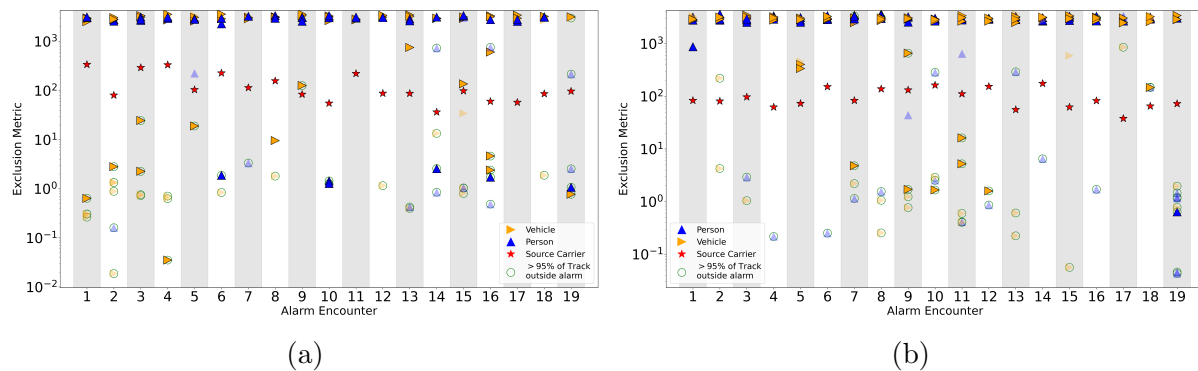 10³
10²
10¹
10⁰
10⁻¹
10⁻²
Exclusion Metric
Vehicle
Person
Source Carrier
> 95% of Track
outside alarm
1 2 3 4 5 6 7 8 9 10 11 12 13 14 15 16 17 18 19
Alarm Encounter
(a)
10³
10²
10¹
10⁰
10⁻¹
Exclusion Metric
Person
Vehicle
Source Carrier
> 95% of Track
outside alarm
1 2 3 4 5 6 7 8 9 10 11 12 13 14 15 16 17 18 19
Alarm Encounter
(b)